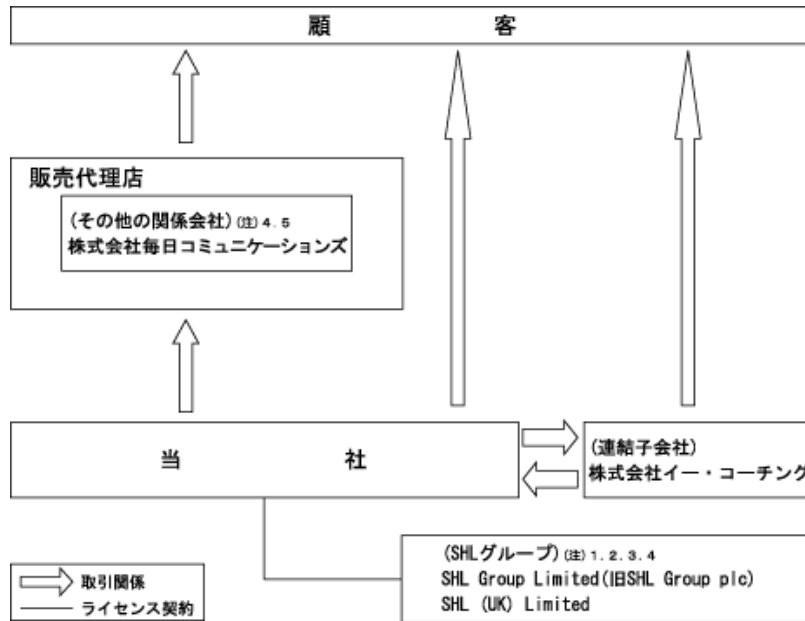 顧 客
販売代理店
(その他の関係会社)(注)4.5
株式会社毎日コミュニケーションズ
当 社
(連結子会社)
株式会社イー・コーチング
(SHLグループ)(注)1.2.3.4
SHL Group Limited(旧SHL Group plc)
SHL (UK) Limited
取引関係
ライセンス契約